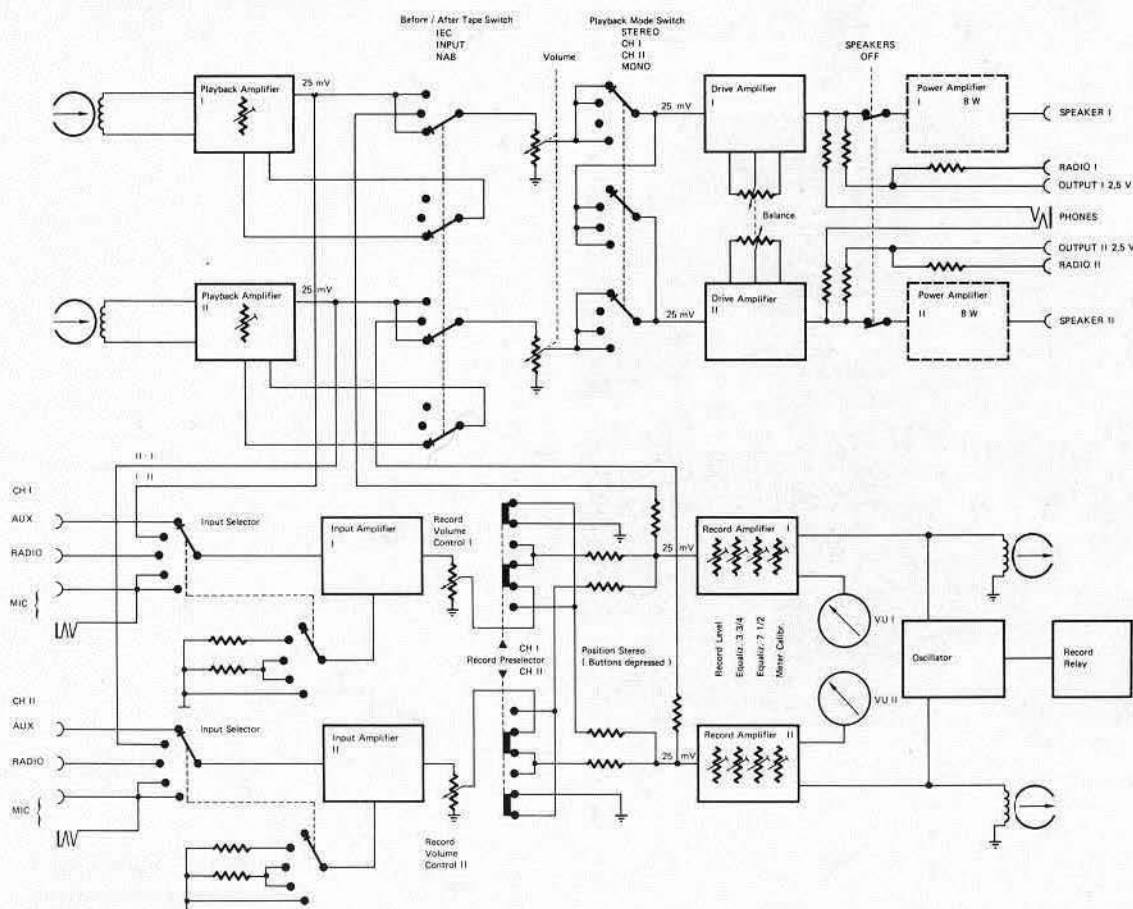 Before / After Tape Switch
IEC
INPUT
NAB
Playback Mode Switch
STEREO
CH I
CH II
MONO
Volume
SPEAKERS
OFF
Playback Amplifier
I
25 mV
25 mV
Drive Amplifier
I
Power Amplifier
I 8 W
SPEAKER I
RADIO I
OUTPUT I 2,5 V
Balance
PHONES
OUTPUT II 2,5 V
RADIO II
Playback Amplifier
II
25 mV
25 mV
Drive Amplifier
II
Power Amplifier
II 8 W
SPEAKER II
II - I
I - II
CH I
AUX
RADIO
MIC
Input Selector
Input Amplifier
I
Record
Volume
Control I
25 mV
Record Amplifier I
Record Level
Equaliz. 3 3/4
Equaliz. 7 1/2
Meter Calibr.
VU I
CH I
Record Preselector
CH II
Position Stereo
( Buttons depressed )
Oscillator
Record
Relay
VU II
CH II
AUX
RADIO
MIC
Input Selector
Input Amplifier
II
Record
Volume
Control II
25 mV
Record Amplifier II